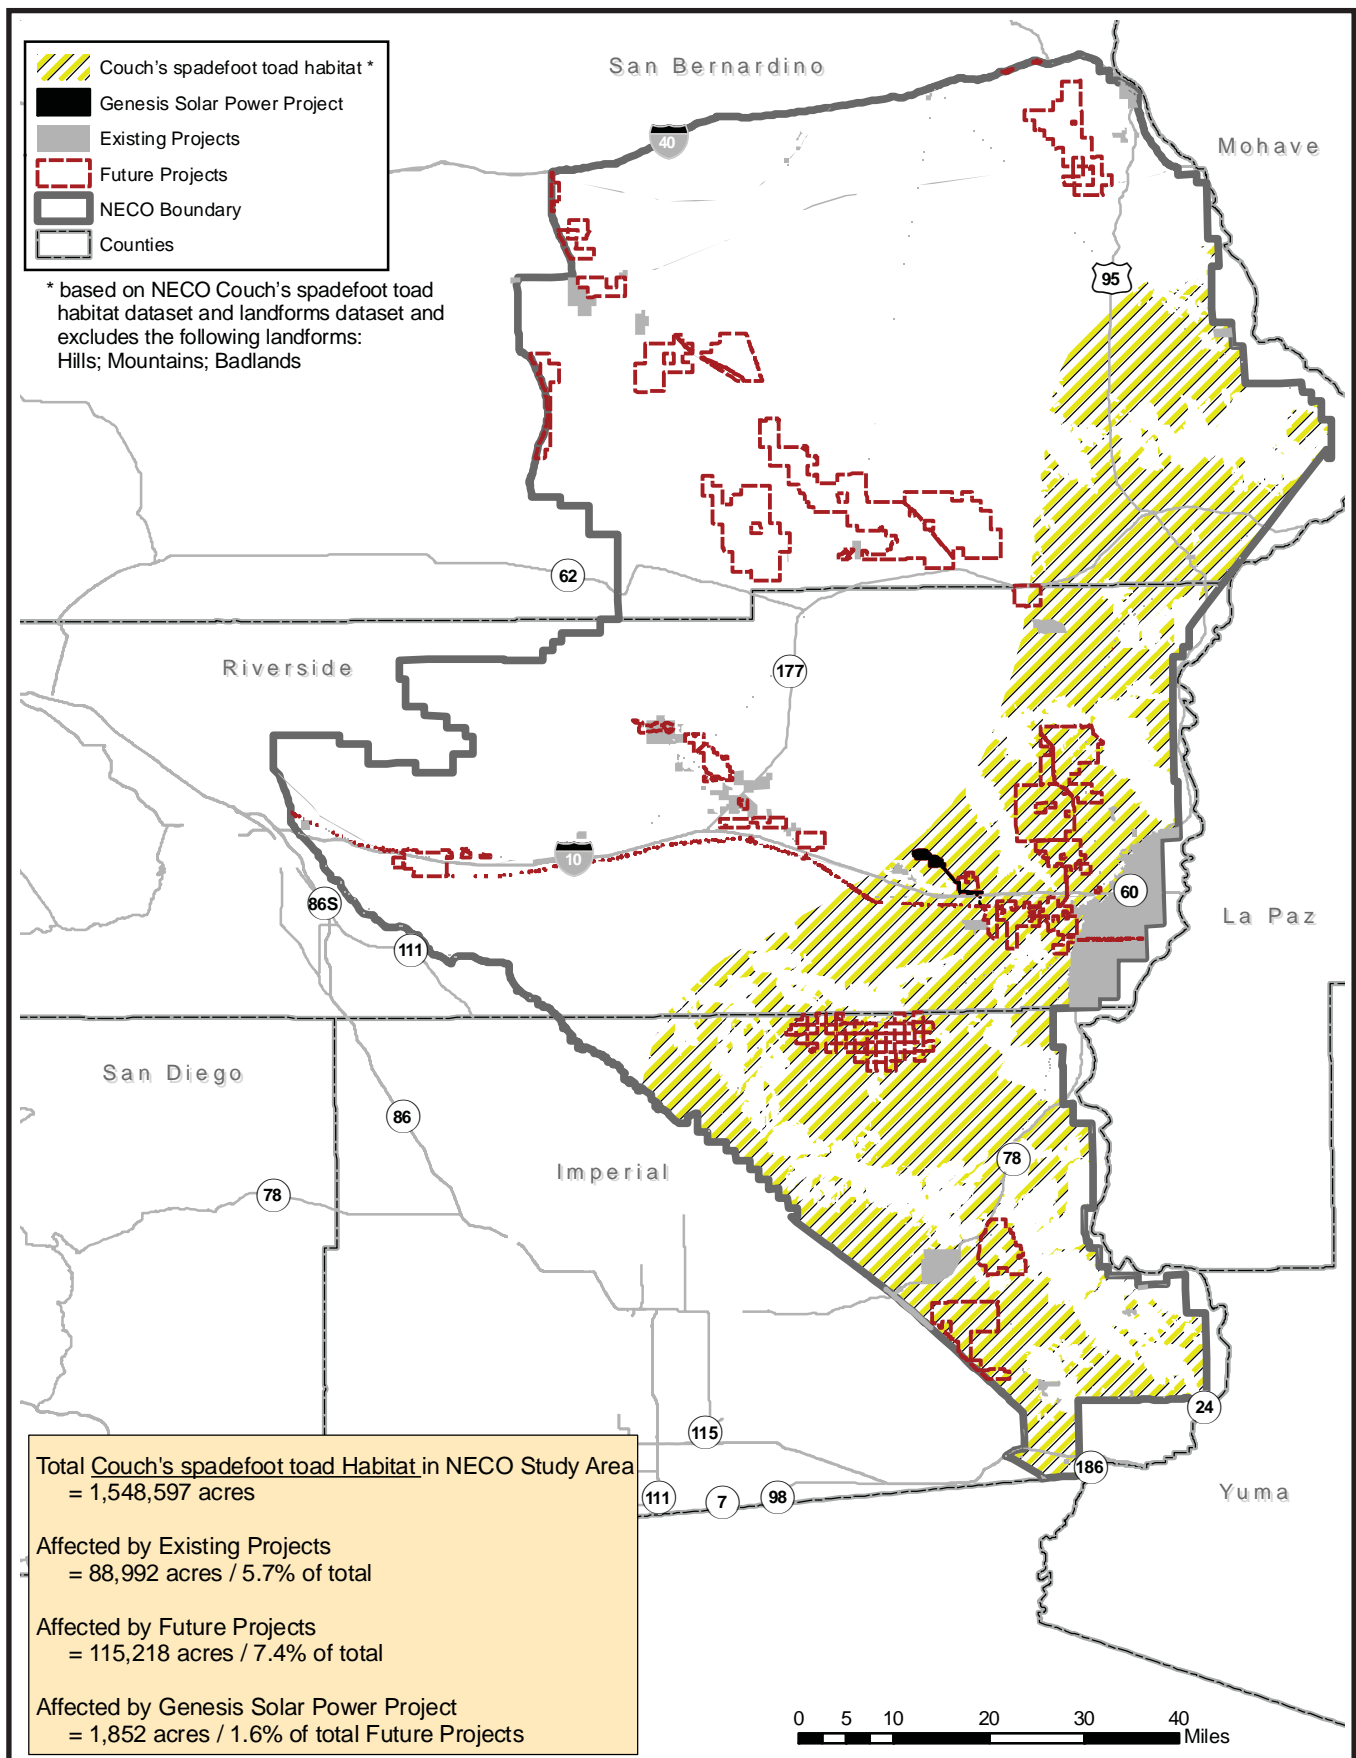 Couch's spadefoot toad habitat *
Genesis Solar Power Project
Existing Projects
Future Projects
NECO Boundary
Counties
* based on NECO Couch's spadefoot toad
habitat dataset and landforms dataset and
excludes the following landforms:
Hills; Mountains; Badlands
San Bernardino
Mohave
40
95
62
Riverside
177
10
60
86S
La Paz
111
San Diego
86
Imperial
78
78
24
115
186
111
7
98
Yuma
Total Couch's spadefoot toad Habitat in NECO Study Area
= 1,548,597 acres
Affected by Existing Projects
= 88,992 acres / 5.7% of total
Affected by Future Projects
= 115,218 acres / 7.4% of total
Affected by Genesis Solar Power Project
= 1,852 acres / 1.6% of total Future Projects
0 5 10 20 30 40
Miles